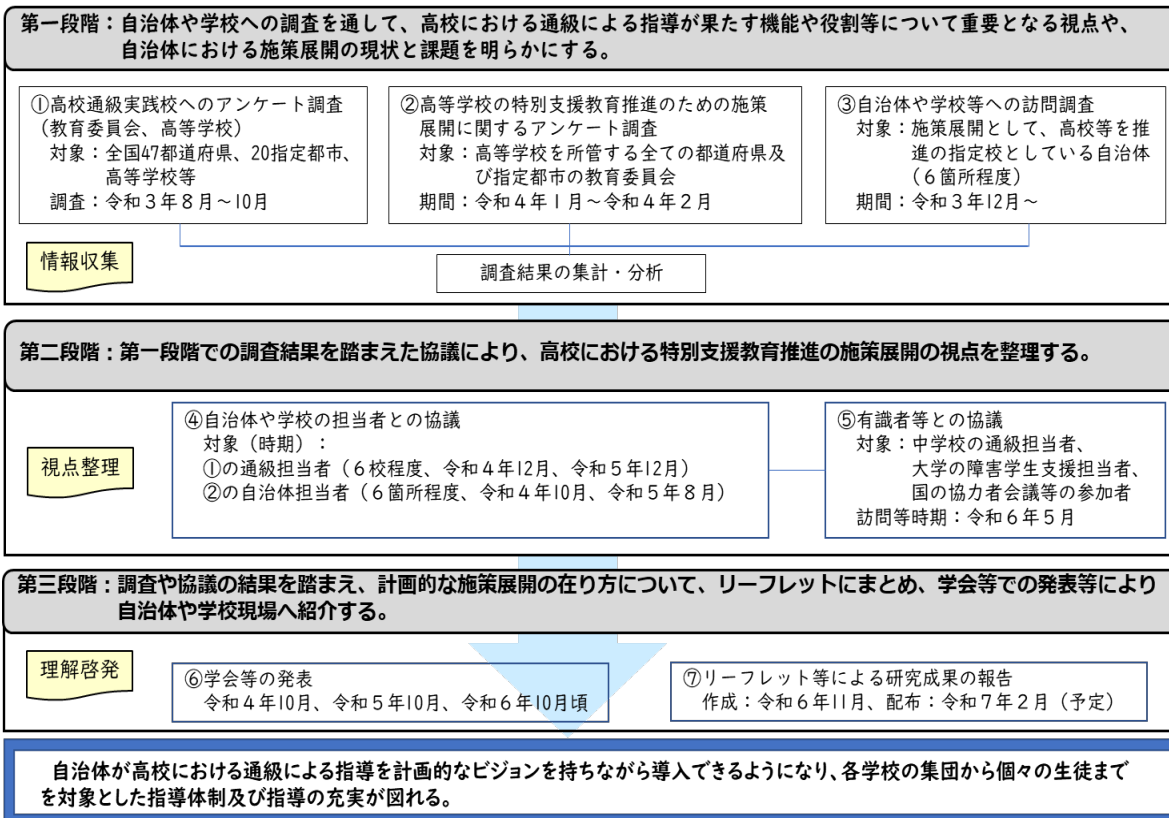 第一段階：自治体や学校への調査を通して、高校における通級による指導が果たす機能や役割等について重要となる視点や、
自治体における施策展開の現状と課題を明らかにする。
①高校通級実践校へのアンケート調査
（教育委員会、高等学校）
対象：全国47都道府県、20指定都市、
高等学校等
調査：令和３年８月～10月
②高等学校の特別支援教育推進のための施策
展開に関するアンケート調査
対象：高等学校を所管する全ての都道府県及
び指定都市の教育委員会
期間：令和４年１月～令和４年２月
③自治体や学校等への訪問調査
対象：施策展開として、高校等を推
進の指定校としている自治体
（６箇所程度）
期間：令和３年12月～
情報収集
調査結果の集計・分析
第二段階：第一段階での調査結果を踏まえた協議により、高校における特別支援教育推進の施策展開の視点を整理する。
視点整理
④自治体や学校の担当者との協議
対象（時期）：
①の通級担当者（６校程度、令和４年12月、令和５年12月）
②の自治体担当者（６箇所程度、令和４年10月、令和５年８月）
⑤有識者等との協議
対象：中学校の通級担当者、
大学の障害学生支援担当者、
国の協力者会議等の参加者
訪問等時期：令和６年５月
第三段階：調査や協議の結果を踏まえ、計画的な施策展開の在り方について、リーフレットにまとめ、学会等での発表等により
自治体や学校現場へ紹介する。
理解啓発
⑥学会等の発表
令和４年10月、令和５年10月、令和６年10月頃
⑦リーフレット等による研究成果の報告
作成：令和６年11月、配布：令和７年２月（予定）
自治体が高校における通級による指導を計画的なビジョンを持ちながら導入できるようになり、各学校の集団から個々の生徒まで
を対象とした指導体制及び指導の充実が図れる。